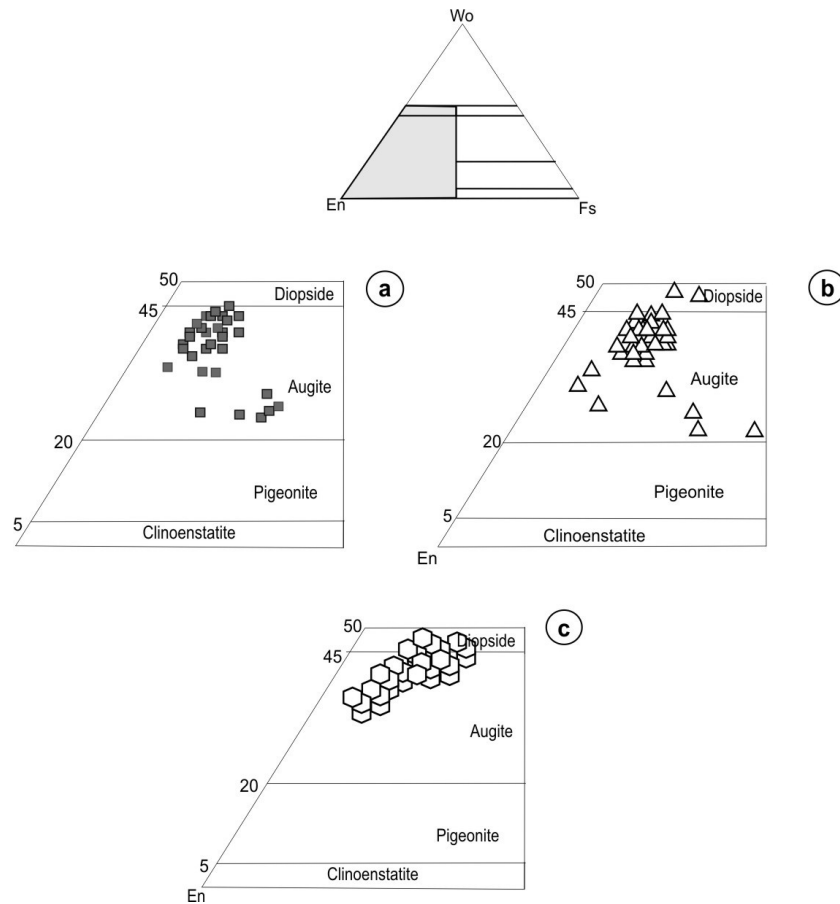 Wo
En
Fs
a
50
Diopside
45
Augite
20
Pigeonite
5
Clinoenstatite
b
50
Diopside
45
Augite
20
Pigeonite
5
Clinoenstatite
En
c
50
Diopside
45
Augite
20
Pigeonite
5
Clinoenstatite
En